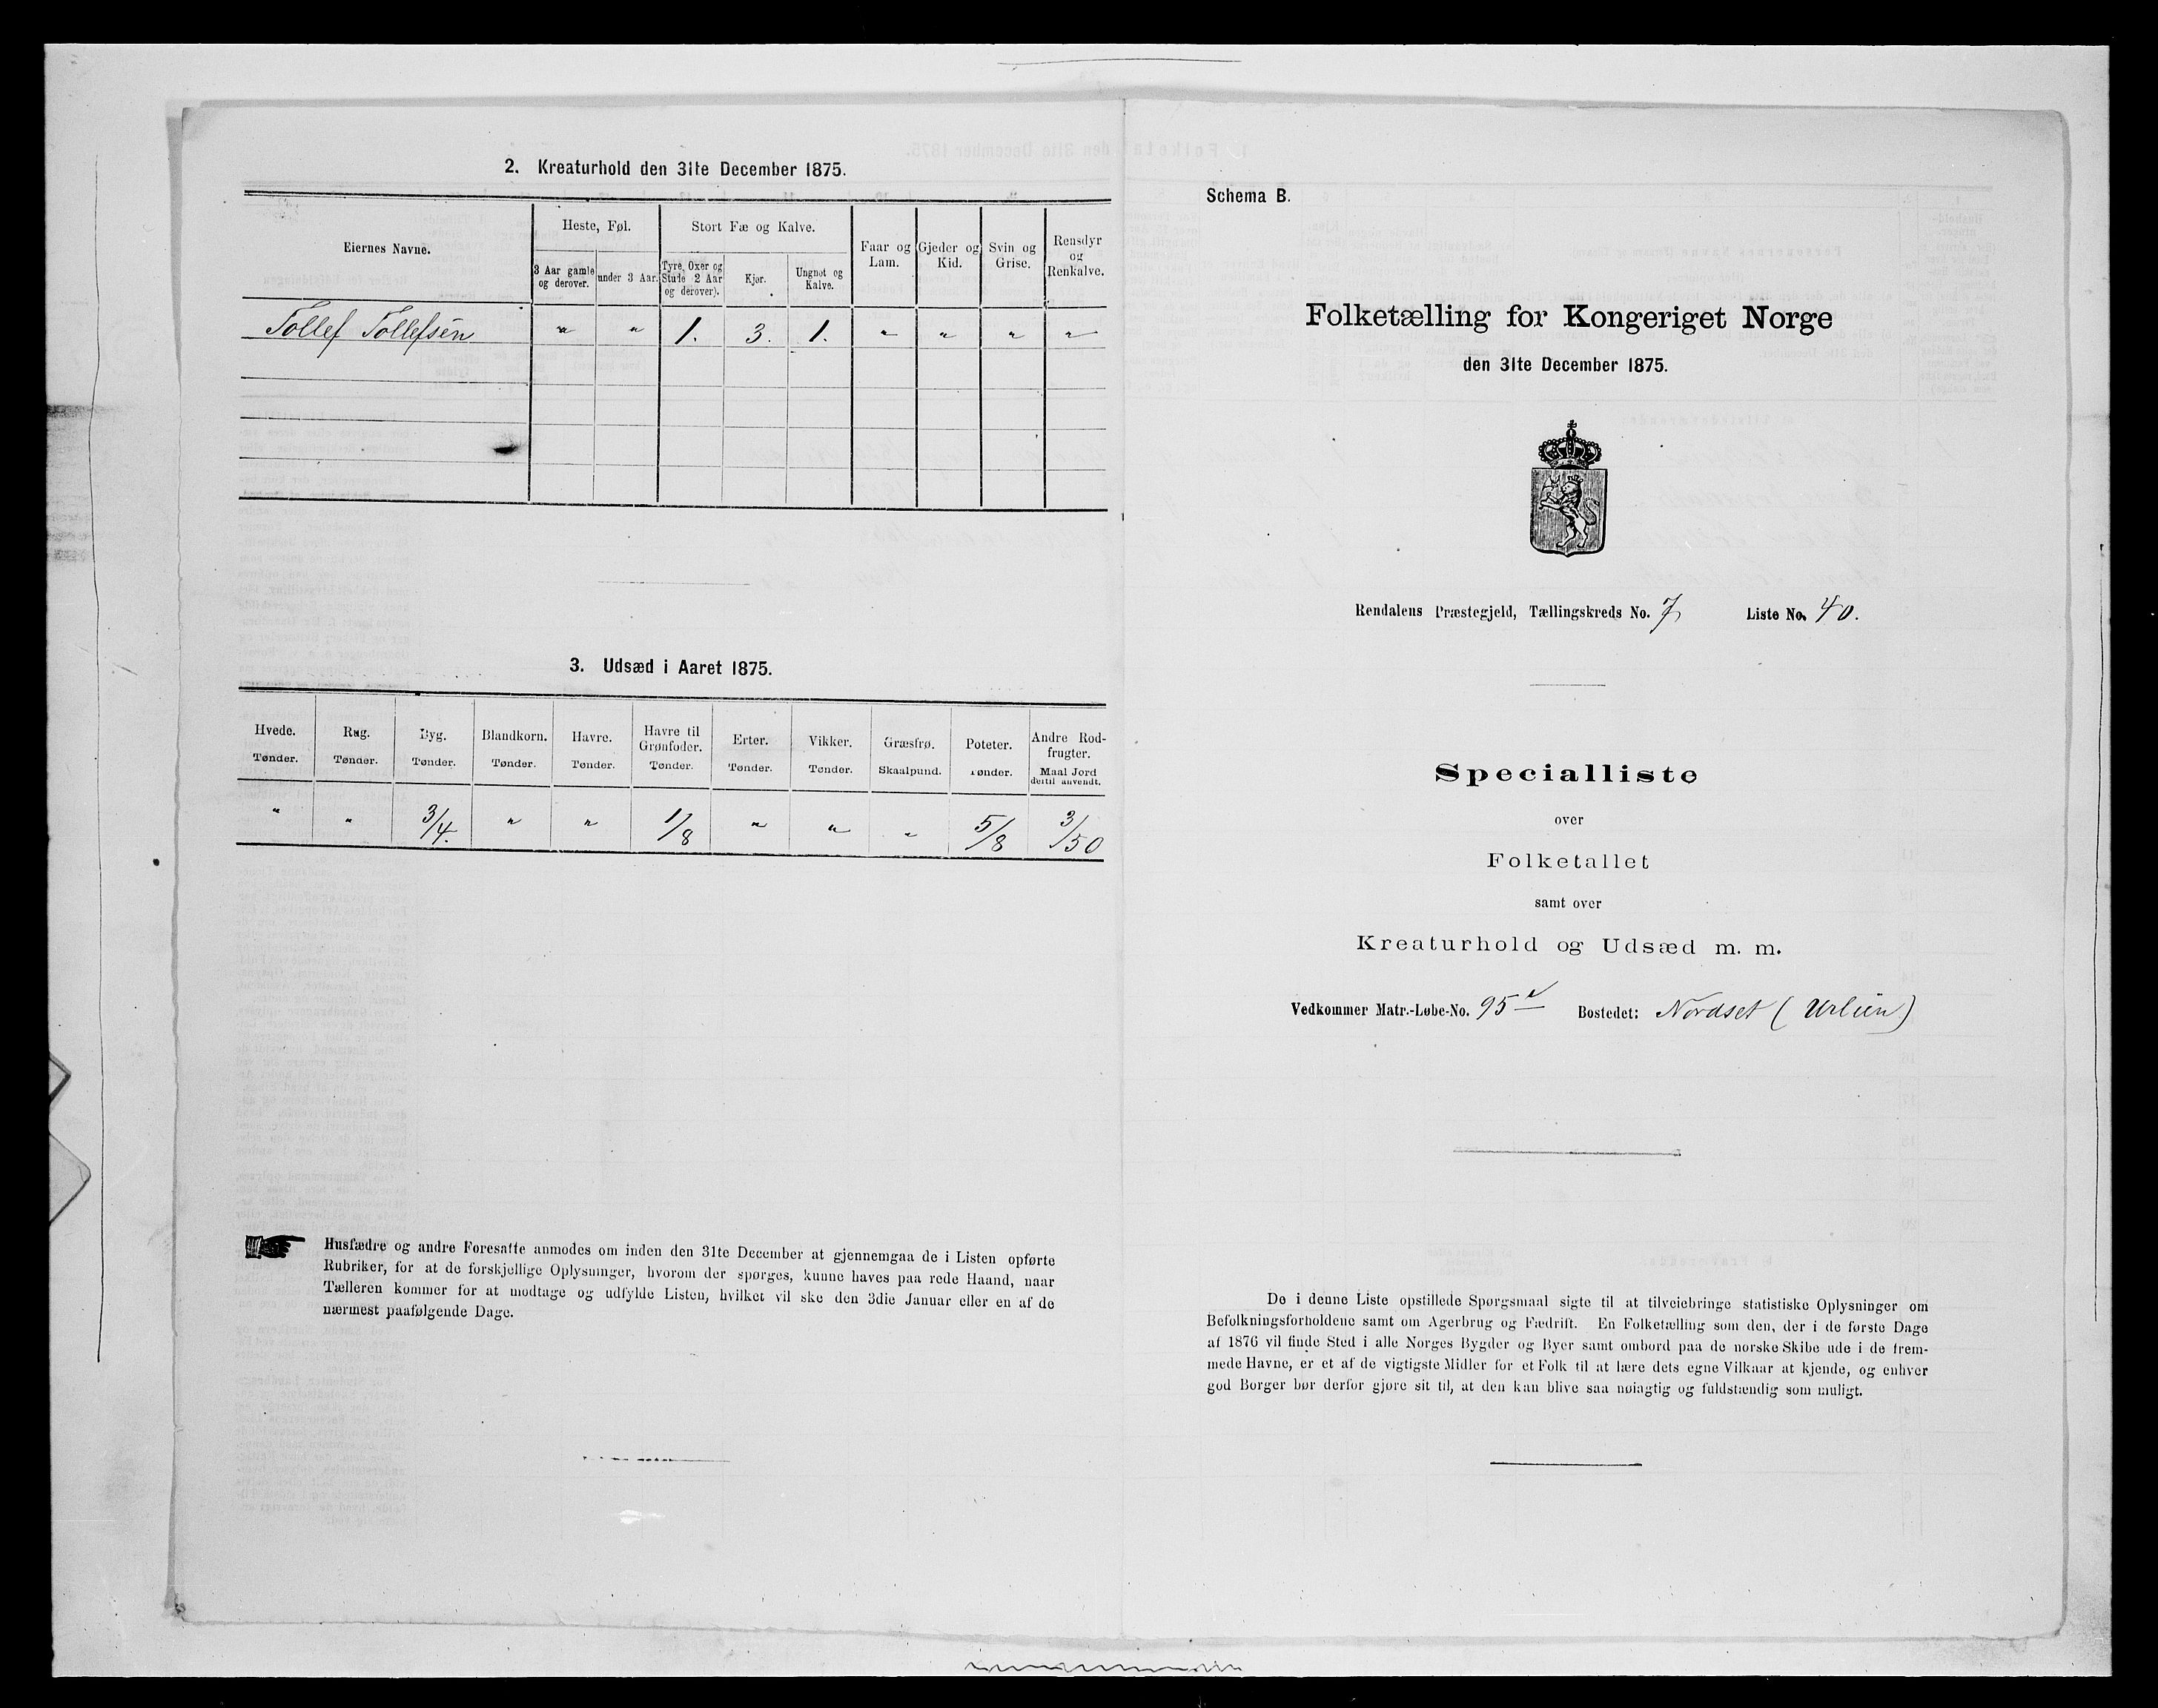 2. Kreaturhold den 31te December 1875.
Eiernes Navne.
Heste, Føl.
Stort Fæ og Kalve.
Faar og Lam.
Gjeder og Kid.
Svin og Grise.
Rensdyr og Renkalve.
3 Aar gamle og derover.
under 3 Aar.
Tyre, Oxer og Stude 2 Aar og derover).
Kjør.
Ungnøt og Kalve.
Tollef Tollefsen " " 1. 3. 1. " " " "
3. Udsæd i Aaret 1875.
Hvede. Rug. Byg. Blandkorn. Havre. Havre til Grønfoder. Erter. Vikker. Græsfrø. Poteter. Andre Rodfrugter.
Tønder. Tønder. Tønder. Tønder. Tønder. Tønder. Tønder. Tønder. Skaalpund. Tønder. Maal Jord dertil anvendt.
" " 3/4. " " 1/8 " " " 5/8 3/50
Husfædre og andre Foresatte anmodes om inden den 31te December at gjennemgaa de i Listen opførte
Rubriker, for at de forskjellige Oplysninger, hvorom der spørges, kunne haves paa rede Haand, naar
Tælleren kommer for at modtage og udfylde Listen, hvilket vil ske den 3die Januar eller en af de
nærmest paafølgende Dage.
Schema B.
Folketælling for Kongeriget Norge
den 31te December 1875.
Rendalens Præstegjeld, Tællingskreds No. 7 Liste No. 40.
Specialliste
over
Folketallet
samt over
Kreaturhold og Udsæd m. m.
Vedkommer Matr.-Løbe-No. 95 Bostedet: Nordset (Urlien)
De i denne Liste opstillede Spørgsmaal sigte til at tilveiebringe statistiske Oplysninger om
Befolkningsforholdene samt om Agerbrug og Fædrift. En Folketælling som den, der i de første Dage
af 1876 vil finde Sted i alle Norges Bygder og Byer samt ombord paa de norske Skibe ude i de frem-
mede Havne, er et af de vigtigste Midler for et Folk til at lære dets egne Vilkaar at kjende, og enhver
god Borger bør derfor gjøre sit til, at den kan blive saa nøiagtig og fuldstændig som muligt.